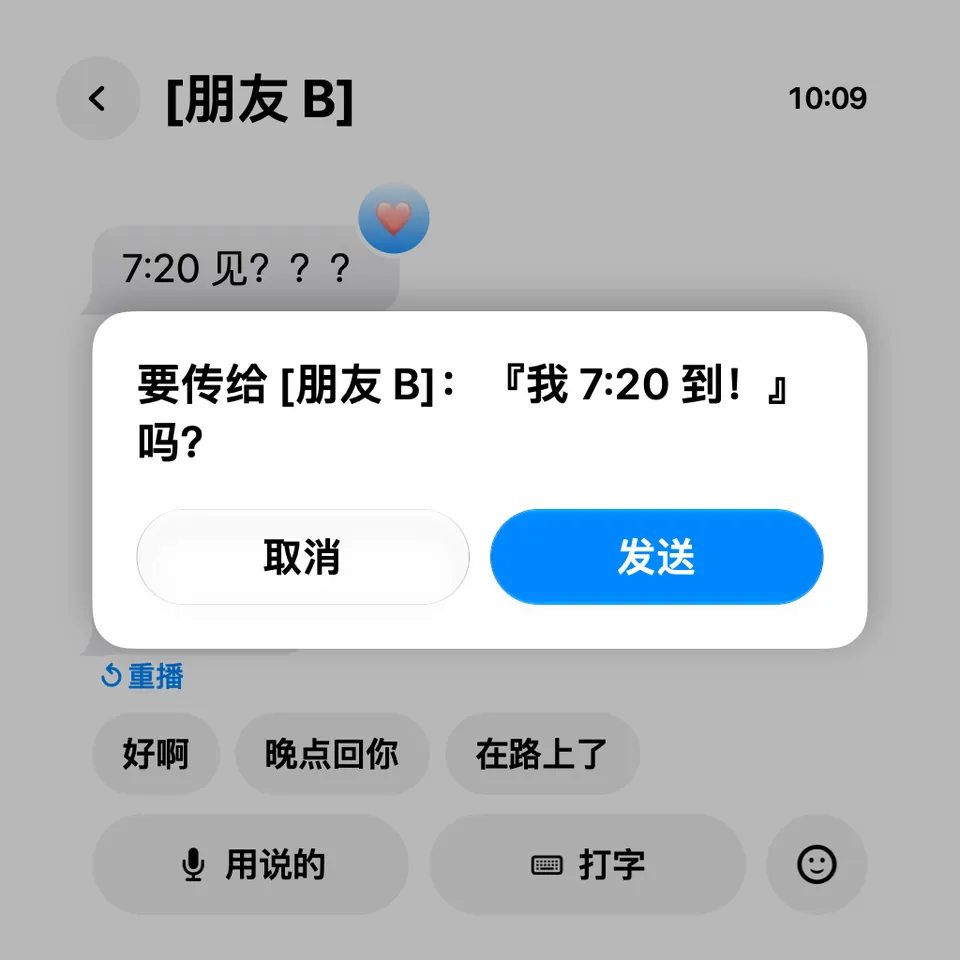 [朋友 B]
10:09
7:20 见？？？
要传给 [朋友 B]：『我 7:20 到！』
吗？
取消
发送
重播
好啊
晚点回你
在路上了
用说的
打字